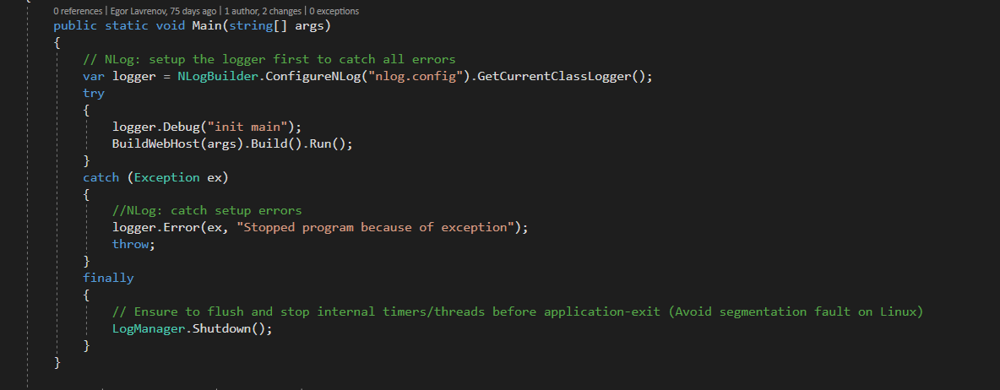 {
0 references | Egor Lavrenov, 75 days ago | 1 author, 2 changes | 0 exceptions
public static void Main(string[] args)
{
// NLog: setup the logger first to catch all errors
var logger = NLogBuilder.ConfigureNLog("nlog.config").GetCurrentClassLogger();
try
{
logger.Debug("init main");
BuildWebHost(args).Build().Run();
}
catch (Exception ex)
{
//NLog: catch setup errors
logger.Error(ex, "Stopped program because of exception");
throw;
}
finally
{
// Ensure to flush and stop internal timers/threads before application-exit (Avoid segmentation fault on Linux)
LogManager.Shutdown();
}
}